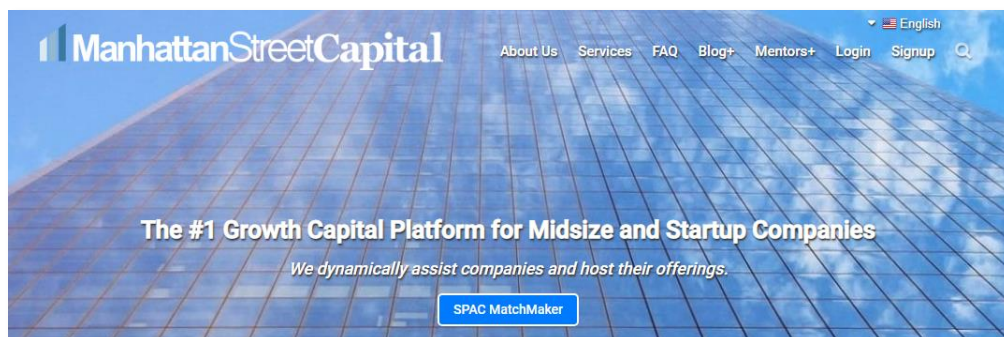 English
ManhattanStreetCapital
About Us Services FAQ Blog+ Mentors+ Login Signup
The #1 Growth Capital Platform for Midsize and Startup Companies
We dynamically assist companies and host their offerings.
SPAC MatchMaker